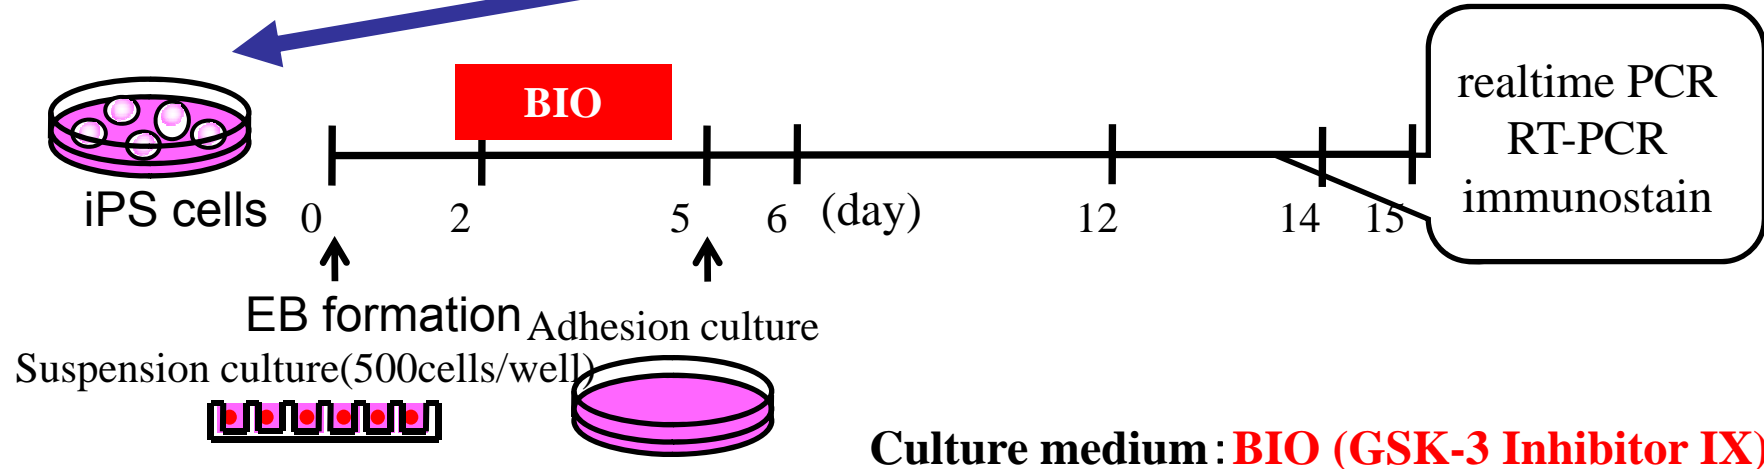 BIO
realtime PCR
RT-PCR
immunostain
iPS cells
0 2 5 6 (day) 12 14 15
EB formation
Adhesion culture
Suspension culture(500cells/well)
Culture medium:BIO (GSK-3 Inhibitor IX)